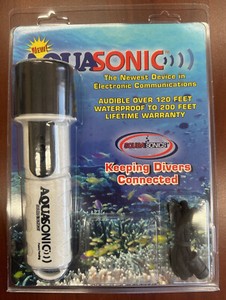 New!
AQUASONIC
The Newest Device in
Electronic Communications
AUDIBLE OVER 120 FEET
WATERPROOF TO 200 FEET
LIFETIME WARRANTY
SCUBASONICS
Keeping Divers
Connected
AQUASONIC